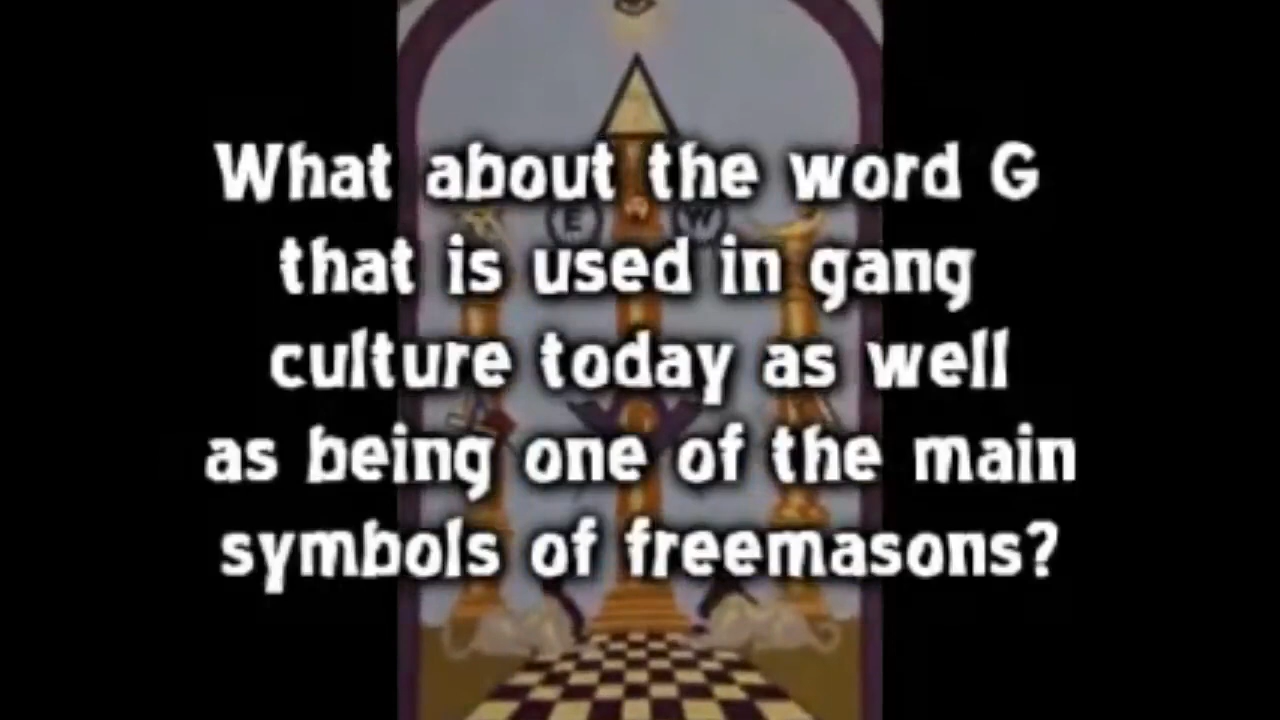 What about the word G
E W
that is used in gang
culture today as well
as being one of the main
symbols of freemasons?